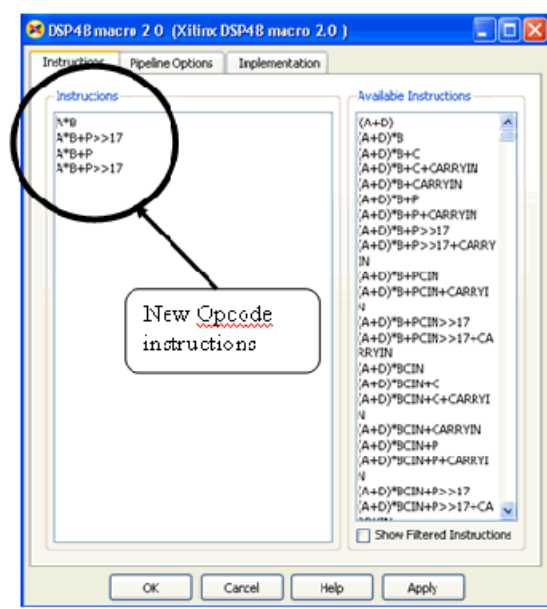 DSP48 macro 2 0 (Xilinx DSP48 macro 2.0 )
Instructions Pipeline Options Implementation
Instructions
A*B
A*B+P>>17
A*B+P
A*B+P>>17
New Opcode
instructions
Available Instructions
(A+D)
(A+D)*B
(A+D)*B+C
(A+D)*B+C+CARRYIN
(A+D)*B+CARRYIN
(A+D)*B+P
(A+D)*B+P+CARRYIN
(A+D)*B+P>>17
(A+D)*B+P>>17+CARRY
IN
(A+D)*B+PCIN
(A+D)*B+PCIN+CARRYI
N
(A+D)*B+PCIN>>17
(A+D)*B+PCIN>>17+CA
RRYIN
(A+D)*BCIN
(A+D)*BCIN+C
(A+D)*BCIN+C+CARRYI
N
(A+D)*BCIN+CARRYIN
(A+D)*BCIN+P
(A+D)*BCIN+P+CARRYI
N
(A+D)*BCIN+P>>17
(A+D)*BCIN+P>>17+CA
Show Filtered Instructions
OK Cancel Help Apply